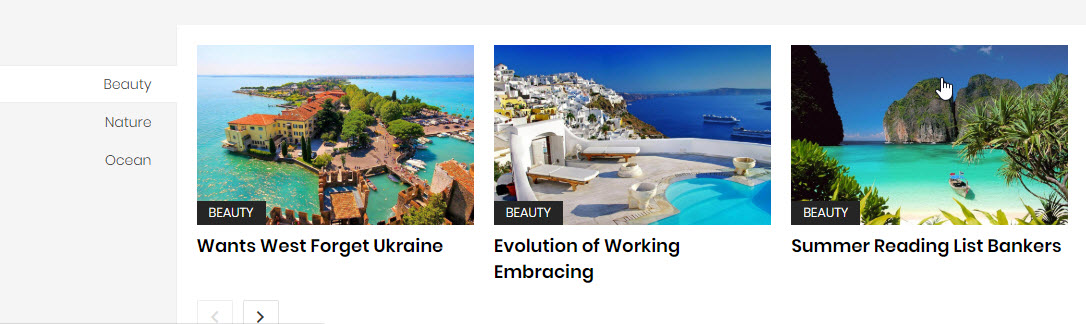 Beauty
Nature
Ocean
BEAUTY
Wants West Forget Ukraine
BEAUTY
Evolution of Working
Embracing
BEAUTY
Summer Reading List Bankers